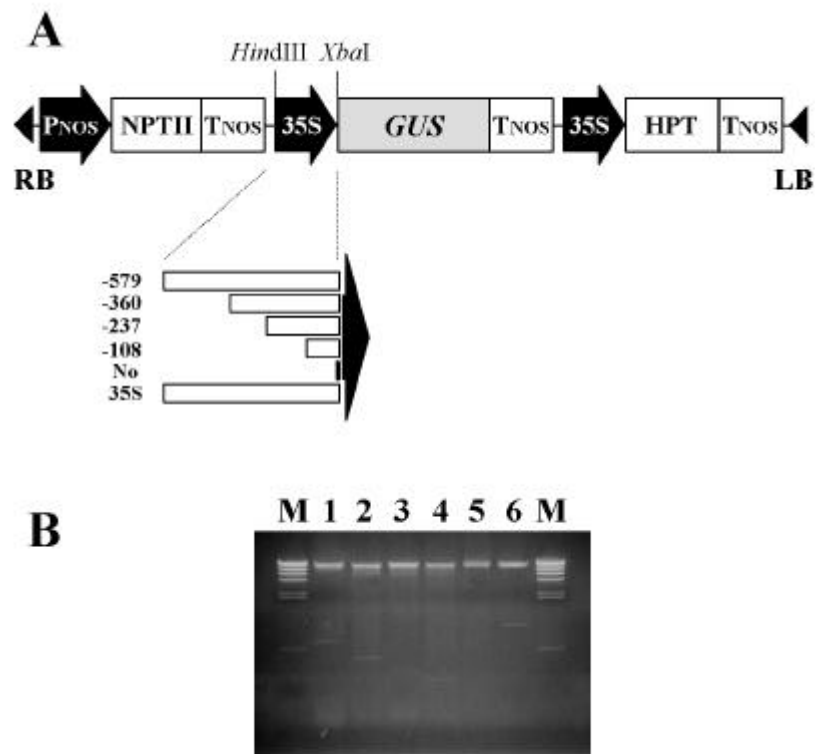 A
HindIII XbaI
PNOS NPTII TNOS 35S GUS TNOS 35S HPT TNOS
RB LB
-579
-360
-237
-108
No
35S
B
M 1 2 3 4 5 6 M